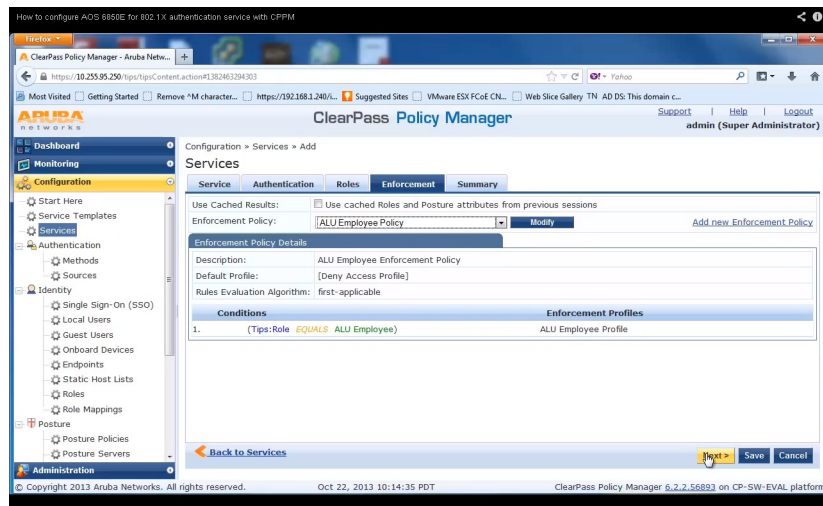 How to configure AOS 6850E for 802.1X authentication service with CPPM
Firefox
ClearPass Policy Manager - Aruba Netw...
https://10.255.95.250/tips/tipsContent.action#1382463294303
Yahoo
Most Visited Getting Started Remove ^M character... https://192.168.1.240/i... Suggested Sites VMware ESX FCoE CN... Web Slice Gallery TN AD DS: This domain c...
ARUBA
networks
ClearPass Policy Manager
Support | Help | Logout
admin (Super Administrator)
Dashboard
Monitoring
Configuration
Start Here
Service Templates
Services
Authentication
Methods
Sources
Identity
Single Sign-On (SSO)
Local Users
Guest Users
Onboard Devices
Endpoints
Static Host Lists
Roles
Role Mappings
Posture
Posture Policies
Posture Servers
Administration
Configuration » Services » Add
Services
Service Authentication Roles Enforcement Summary
Use Cached Results: Use cached Roles and Posture attributes from previous sessions
Enforcement Policy: ALU Employee Policy Modify Add new Enforcement Policy
Enforcement Policy Details
Description: ALU Employee Enforcement Policy
Default Profile: [Deny Access Profile]
Rules Evaluation Algorithm: first-applicable
Conditions Enforcement Profiles
1. (Tips:Role EQUALS ALU Employee) ALU Employee Profile
Back to Services
Next > Save Cancel
© Copyright 2013 Aruba Networks. All rights reserved. Oct 22, 2013 10:14:35 PDT ClearPass Policy Manager 6.2.2.56893 on CP-SW-EVAL platform